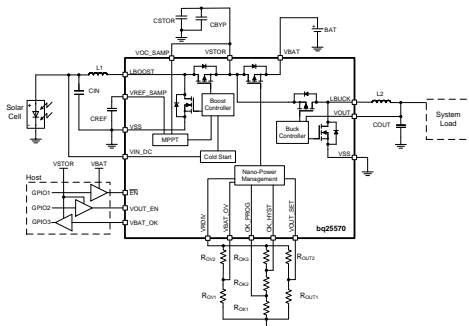 CSTOR
CBYP
BAT
VOC_SAMP
VSTOR
VBAT
L1
LBOOST
Solar
Cell
CIN
VREF_SAMP
CREF
Boost
Controller
LBUCK
L2
VOUT
Buck
Controller
COUT
System
Load
VSS
MPPT
VSS
VIN_DC
Cold Start
VSTOR
VBAT
Host
Nano-Power
Management
GPIO1
EN
GPIO2
VOUT_EN
GPIO3
VBAT_OK
VRDIV
VBAT_OV
OK_PROG
OK_HYST
VOUT_SET
bq25570
ROV2
ROK3
ROUT2
ROK2
ROV1
ROUT1
ROK1